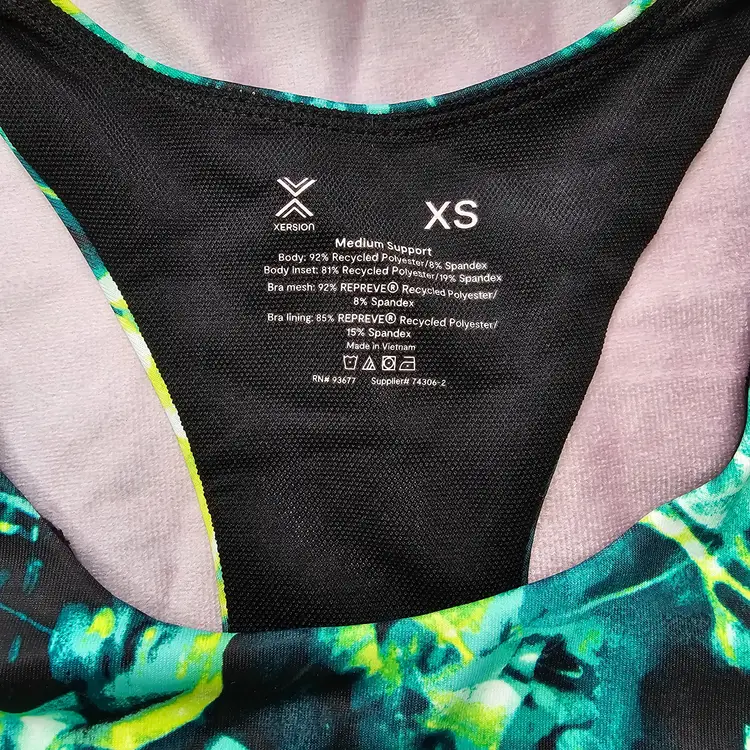 XERSION
XS
Medium Support
Body: 92% Recycled Polyester/8% Spandex
Body Inset: 81% Recycled Polyester/19% Spandex
Bra mesh: 92% REPREVE® Recycled Polyester/
8% Spandex
Bra lining: 85% REPREVE® Recycled Polyester/
15% Spandex
Made in Vietnam
RN# 93677 Supplier# 74306-2